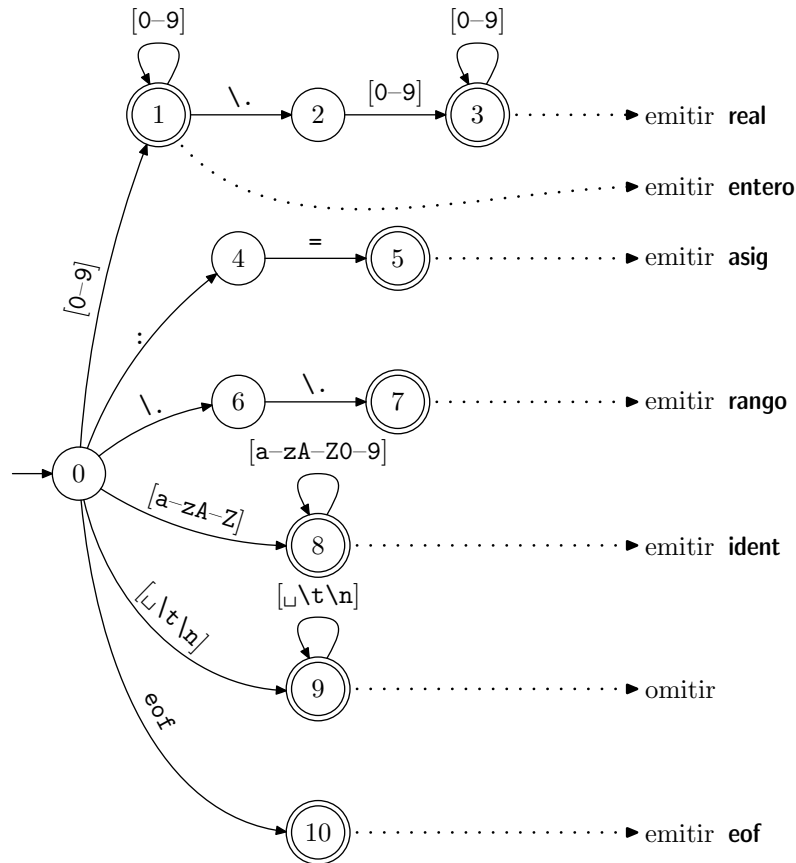 [0–9] [0–9]
1 \. 2 [0–9] 3 emitir real
emitir entero
[0–9] 4 = 5 emitir asig
:
\. 6 \. 7 emitir rango
[a–zA–Z0–9]
0
[a–zA–Z] 8 emitir ident
[␣\t\n]
[␣\t\n] 9 omitir
eof
10 emitir eof